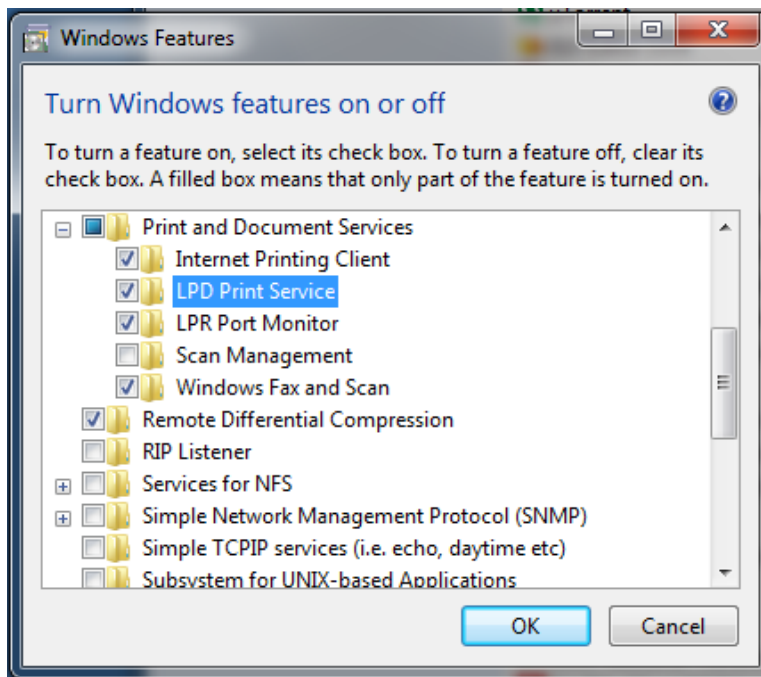 Windows Features
Turn Windows features on or off
To turn a feature on, select its check box. To turn a feature off, clear its
check box. A filled box means that only part of the feature is turned on.
Print and Document Services
Internet Printing Client
LPD Print Service
LPR Port Monitor
Scan Management
Windows Fax and Scan
Remote Differential Compression
RIP Listener
Services for NFS
Simple Network Management Protocol (SNMP)
Simple TCPIP services (i.e. echo, daytime etc)
Subsystem for UNIX-based Applications
OK
Cancel